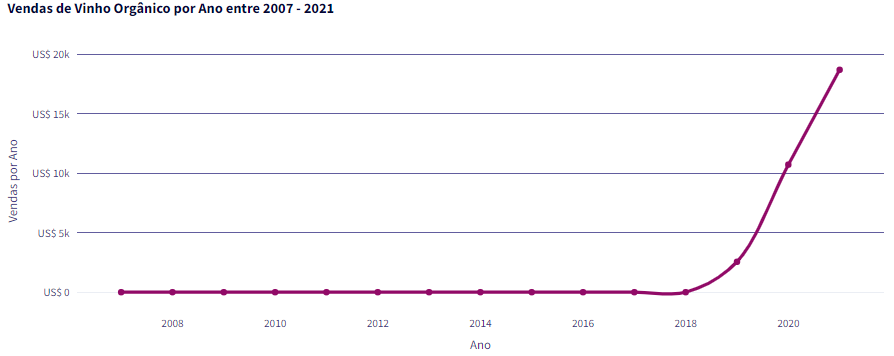 Vendas de Vinho Orgânico por Ano entre 2007 - 2021
US$ 20k
US$ 15k
US$ 10k
US$ 5k
US$ 0
Vendas por Ano
2008 2010 2012 2014 2016 2018 2020
Ano